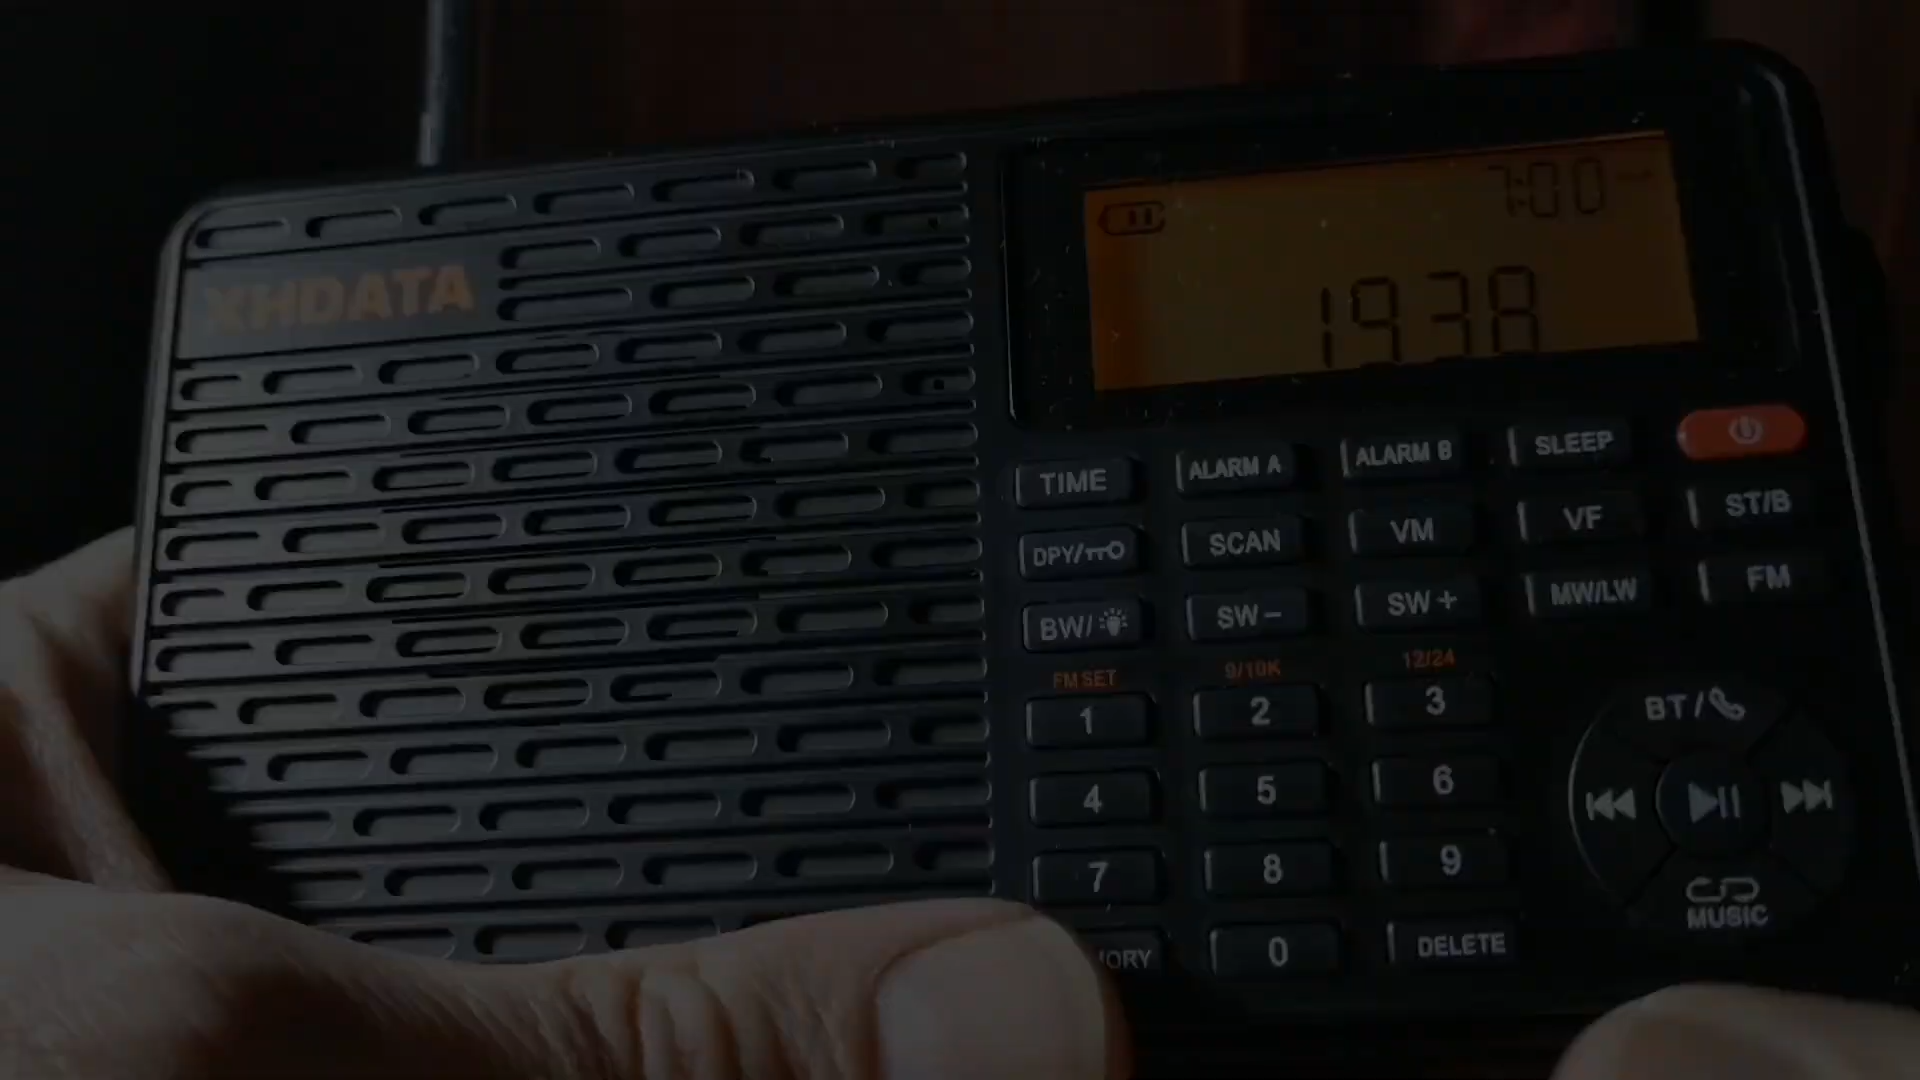 XHDATA
7:00
1938
TIME
ALARM A
ALARM B
SLEEP
DPY/
SCAN
VM
VF
ST/B
BW/
SW −
SW +
MW/LW
FM
FM SET
9/10K
12/24
1
2
3
BT /
4
5
6
7
8
9
MUSIC
ORY
0
DELETE